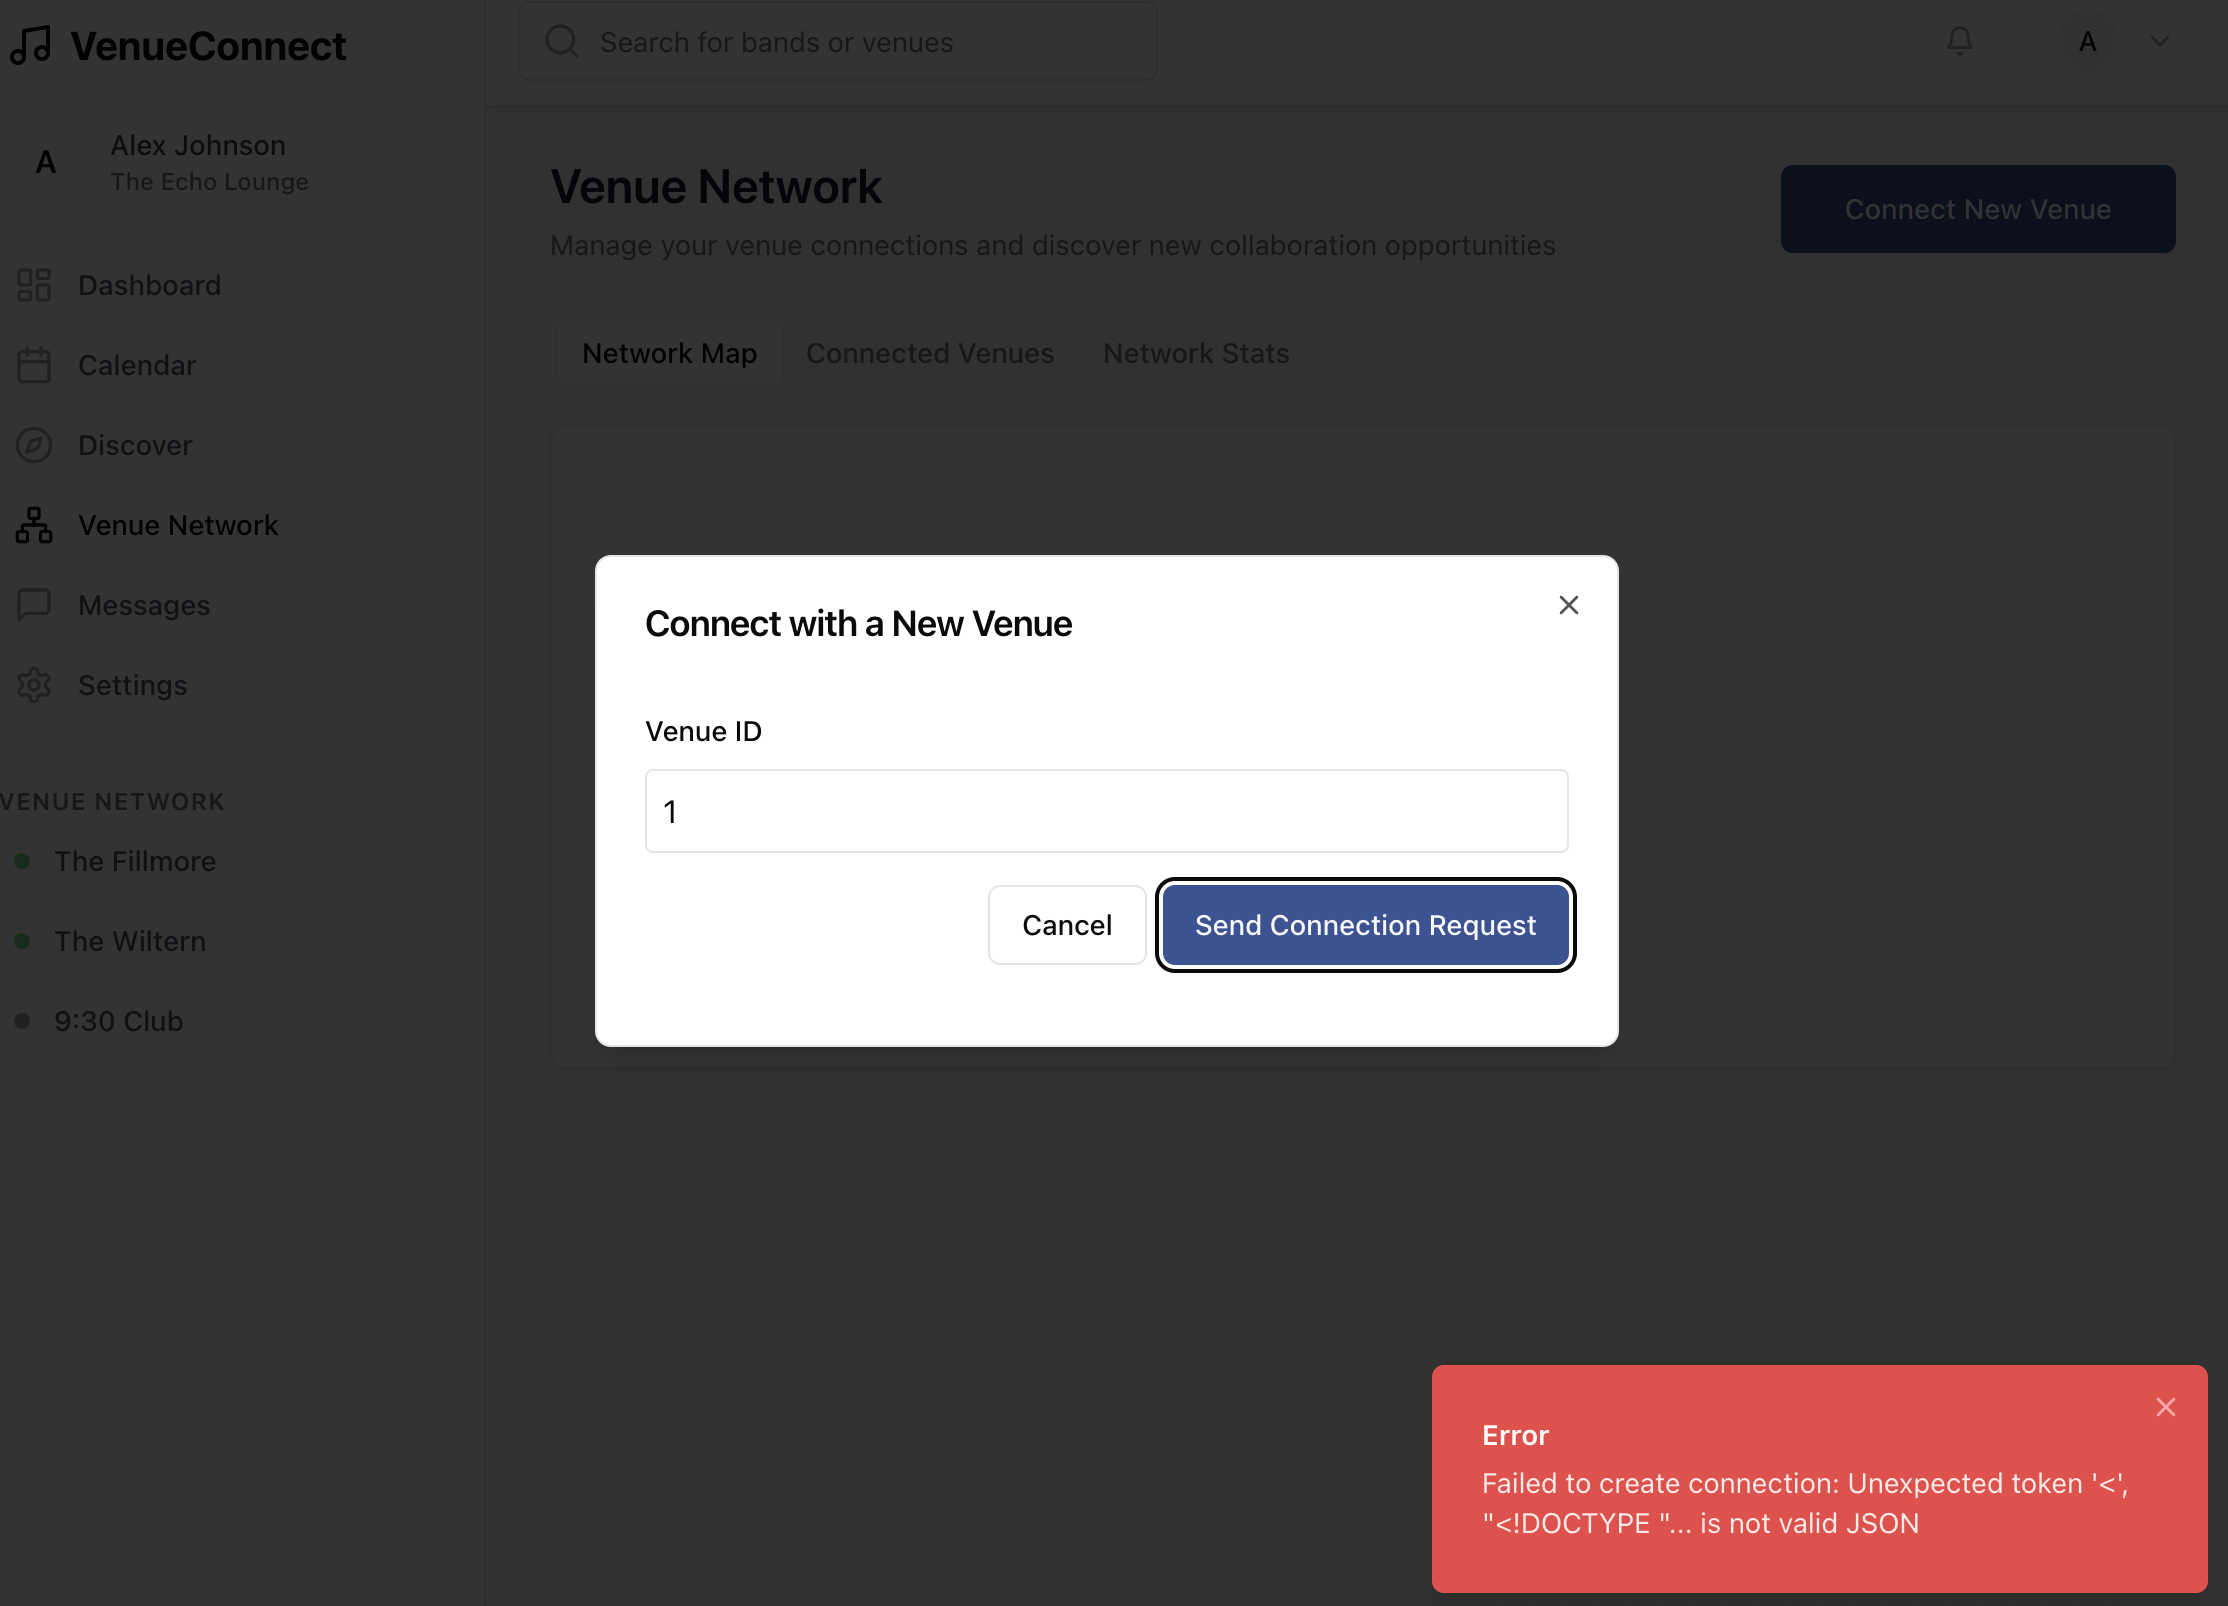 VenueConnect
Search for bands or venues
A
A
Alex Johnson
The Echo Lounge
Dashboard
Calendar
Discover
Venue Network
Messages
Settings
VENUE NETWORK
The Fillmore
The Wiltern
9:30 Club
Venue Network
Manage your venue connections and discover new collaboration opportunities
Connect New Venue
Network Map
Connected Venues
Network Stats
Connect with a New Venue
Venue ID
1
Cancel
Send Connection Request
Error
Failed to create connection: Unexpected token '<',
"<!DOCTYPE "... is not valid JSON